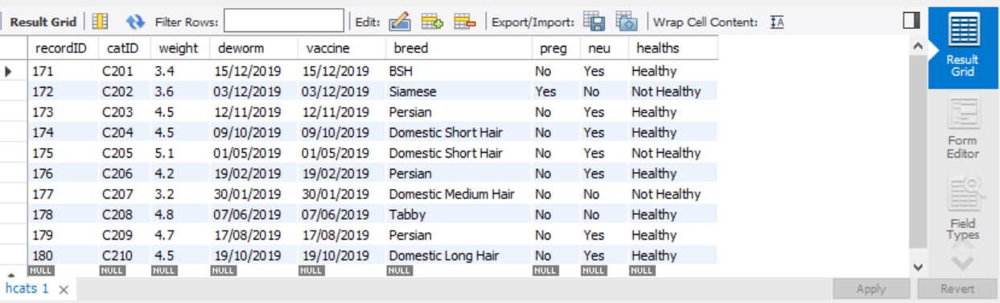 Result Grid Filter Rows: Edit: Export/Import: Wrap Cell Content:
recordID catID weight deworm vaccine breed preg neu healths
171 C201 3.4 15/12/2019 15/12/2019 BSH No Yes Healthy
172 C202 3.6 03/12/2019 03/12/2019 Siamese Yes No Not Healthy
173 C203 4.5 12/11/2019 12/11/2019 Persian No Yes Healthy
174 C204 4.5 09/10/2019 09/10/2019 Domestic Short Hair No Yes Healthy
175 C205 5.1 01/05/2019 01/05/2019 Domestic Short Hair No Yes Not Healthy
176 C206 4.2 19/02/2019 19/02/2019 Persian No Yes Healthy
177 C207 3.2 30/01/2019 30/01/2019 Domestic Medium Hair No No Not Healthy
178 C208 4.8 07/06/2019 07/06/2019 Tabby No No Healthy
179 C209 4.7 17/08/2019 17/08/2019 Persian No Yes Healthy
180 C210 4.5 19/10/2019 19/10/2019 Domestic Long Hair No Yes Healthy
NULL NULL NULL NULL NULL NULL NULL NULL NULL
hcats 1
Apply Revert
Result
Grid
Form
Editor
Field
Types